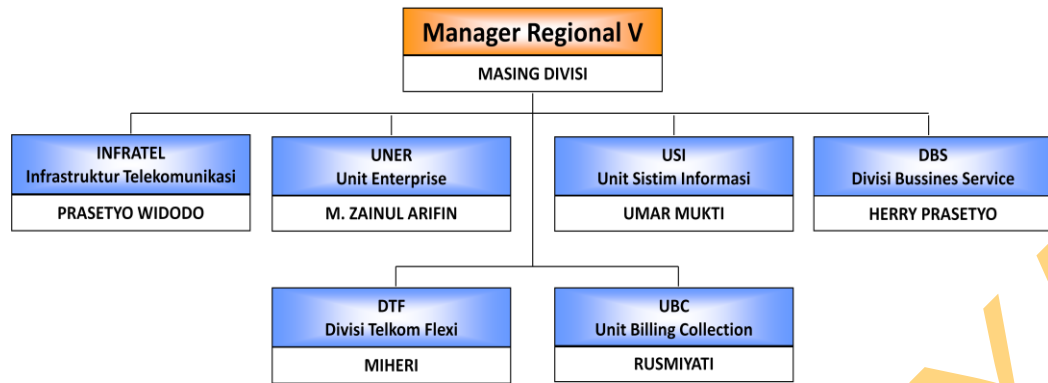 Manager Regional V
MASING DIVISI
INFRATEL
Infrastruktur Telekomunikasi
PRASETYO WIDODO
UNER
Unit Enterprise
M. ZAINUL ARIFIN
USI
Unit Sistim Informasi
UMAR MUKTI
DBS
Divisi Bussines Service
HERRY PRASETYO
DTF
Divisi Telkom Flexi
MIHERI
UBC
Unit Billing Collection
RUSMIYATI